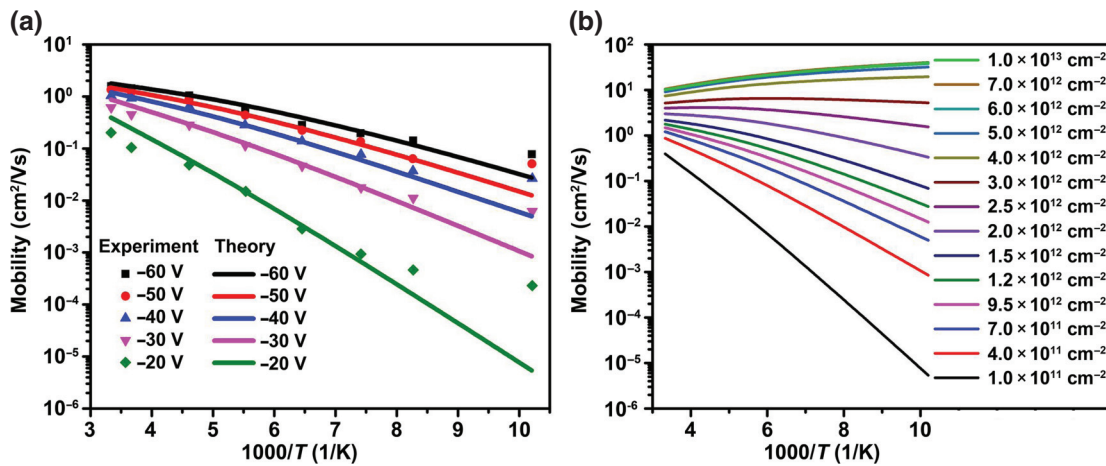 (a)
Mobility (cm²/Vs)
10¹
10⁰
10⁻¹
10⁻²
10⁻³
10⁻⁴
10⁻⁵
10⁻⁶
Experiment Theory
−60 V −60 V
−50 V −50 V
−40 V −40 V
−30 V −30 V
−20 V −20 V
3 4 5 6 7 8 9 10
1000/T (1/K)
(b)
Mobility (cm²/Vs)
10²
10¹
10⁰
10⁻¹
10⁻²
10⁻³
10⁻⁴
10⁻⁵
10⁻⁶
1.0 × 10¹³ cm⁻²
7.0 × 10¹² cm⁻²
6.0 × 10¹² cm⁻²
5.0 × 10¹² cm⁻²
4.0 × 10¹² cm⁻²
3.0 × 10¹² cm⁻²
2.5 × 10¹² cm⁻²
2.0 × 10¹² cm⁻²
1.5 × 10¹² cm⁻²
1.2 × 10¹² cm⁻²
9.5 × 10¹² cm⁻²
7.0 × 10¹¹ cm⁻²
4.0 × 10¹¹ cm⁻²
1.0 × 10¹¹ cm⁻²
4 6 8 10
1000/T (1/K)